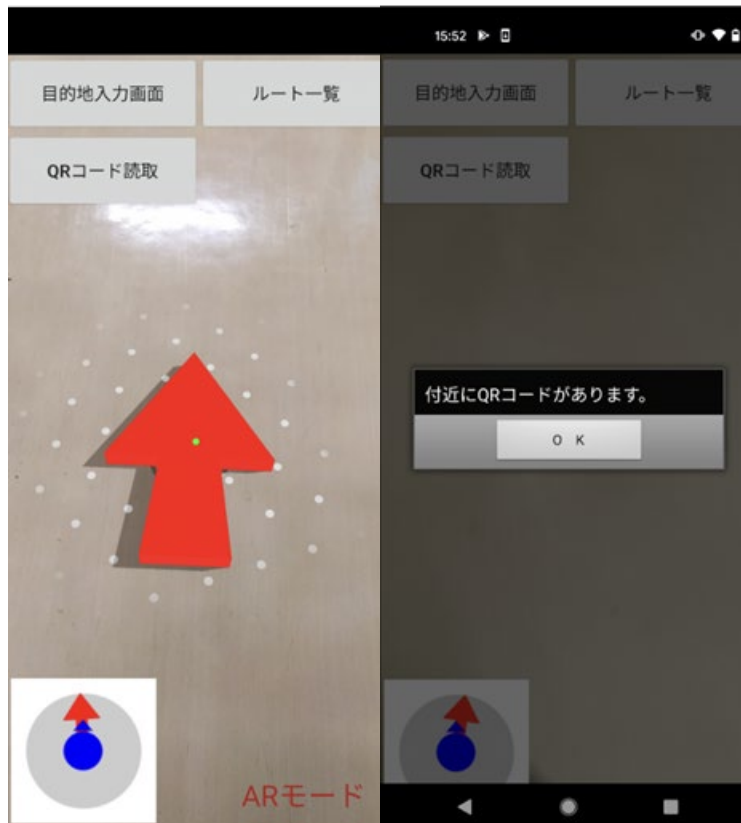 目的地入力画面
ルート一覧
QRコード読取
ARモード
15:52
目的地入力画面
ルート一覧
QRコード読取
付近にQRコードがあります。
O K